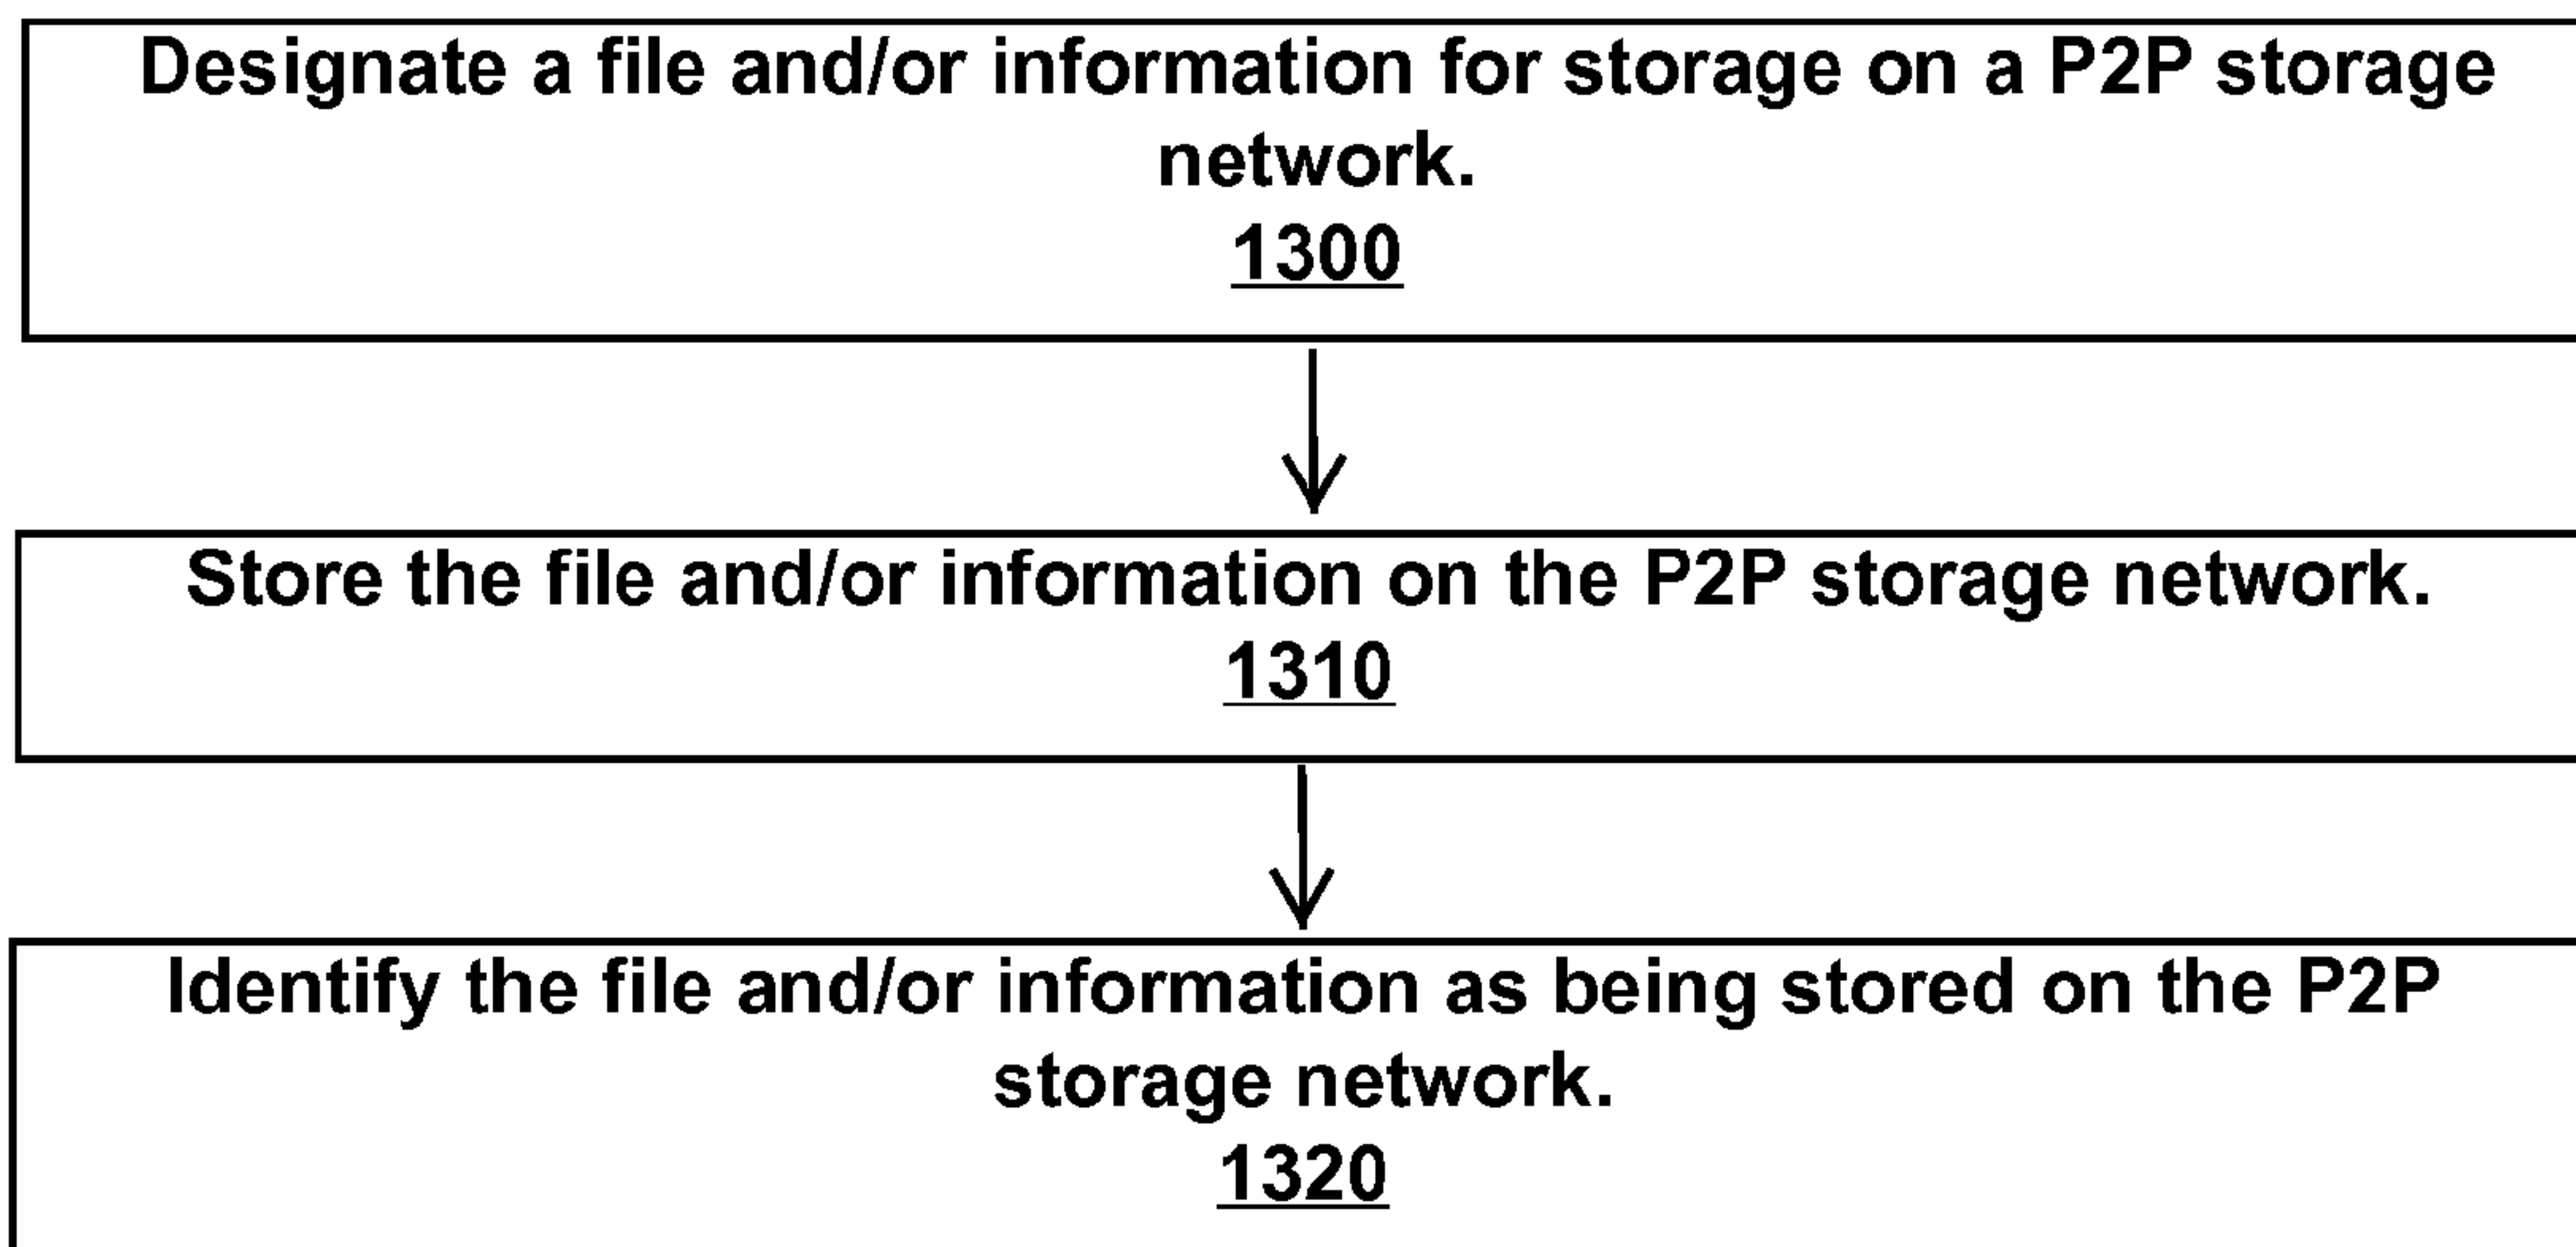 Designate a file and/or information for storage on a P2P storage
network.
1300
Store the file and/or information on the P2P storage network.
1310
Identify the file and/or information as being stored on the P2P
storage network.
1320